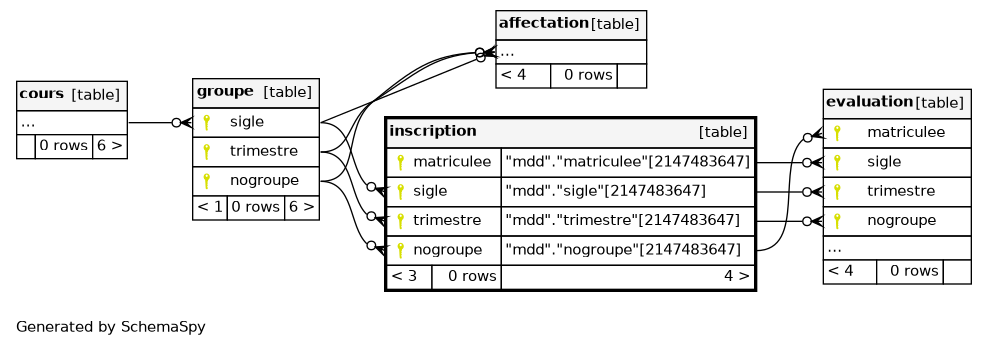 affectation [table]
...
< 4 0 rows
cours [table]
...
0 rows 6 >
groupe [table]
sigle
trimestre
nogroupe
< 1 0 rows 6 >
inscription [table]
matriculee "mdd"."matriculee"[2147483647]
sigle "mdd"."sigle"[2147483647]
trimestre "mdd"."trimestre"[2147483647]
nogroupe "mdd"."nogroupe"[2147483647]
< 3 0 rows 4 >
evaluation [table]
matriculee
sigle
trimestre
nogroupe
...
< 4 0 rows
Generated by SchemaSpy